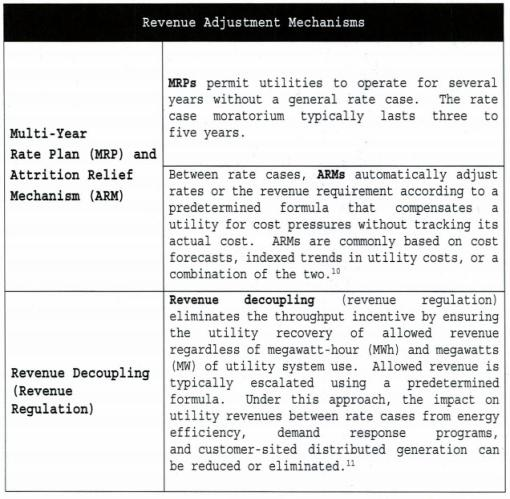 Revenue Adjustment Mechanisms
Multi-Year
Rate Plan (MRP) and
Attrition Relief
Mechanism (ARM)
MRPs permit utilities to operate for several
years without a general rate case. The rate
case moratorium typically lasts three to
five years.
Between rate cases, ARMs automatically adjust
rates or the revenue requirement according to a
predetermined formula that compensates a
utility for cost pressures without tracking its
actual cost. ARMs are commonly based on cost
forecasts, indexed trends in utility costs, or a
combination of the two.10
Revenue Decoupling
(Revenue
Regulation)
Revenue decoupling (revenue regulation)
eliminates the throughput incentive by ensuring
the utility recovery of allowed revenue
regardless of megawatt-hour (MWh) and megawatts
(MW) of utility system use. Allowed revenue is
typically escalated using a predetermined
formula. Under this approach, the impact on
utility revenues between rate cases from energy
efficiency, demand response programs,
and customer-sited distributed generation can
be reduced or eliminated.11